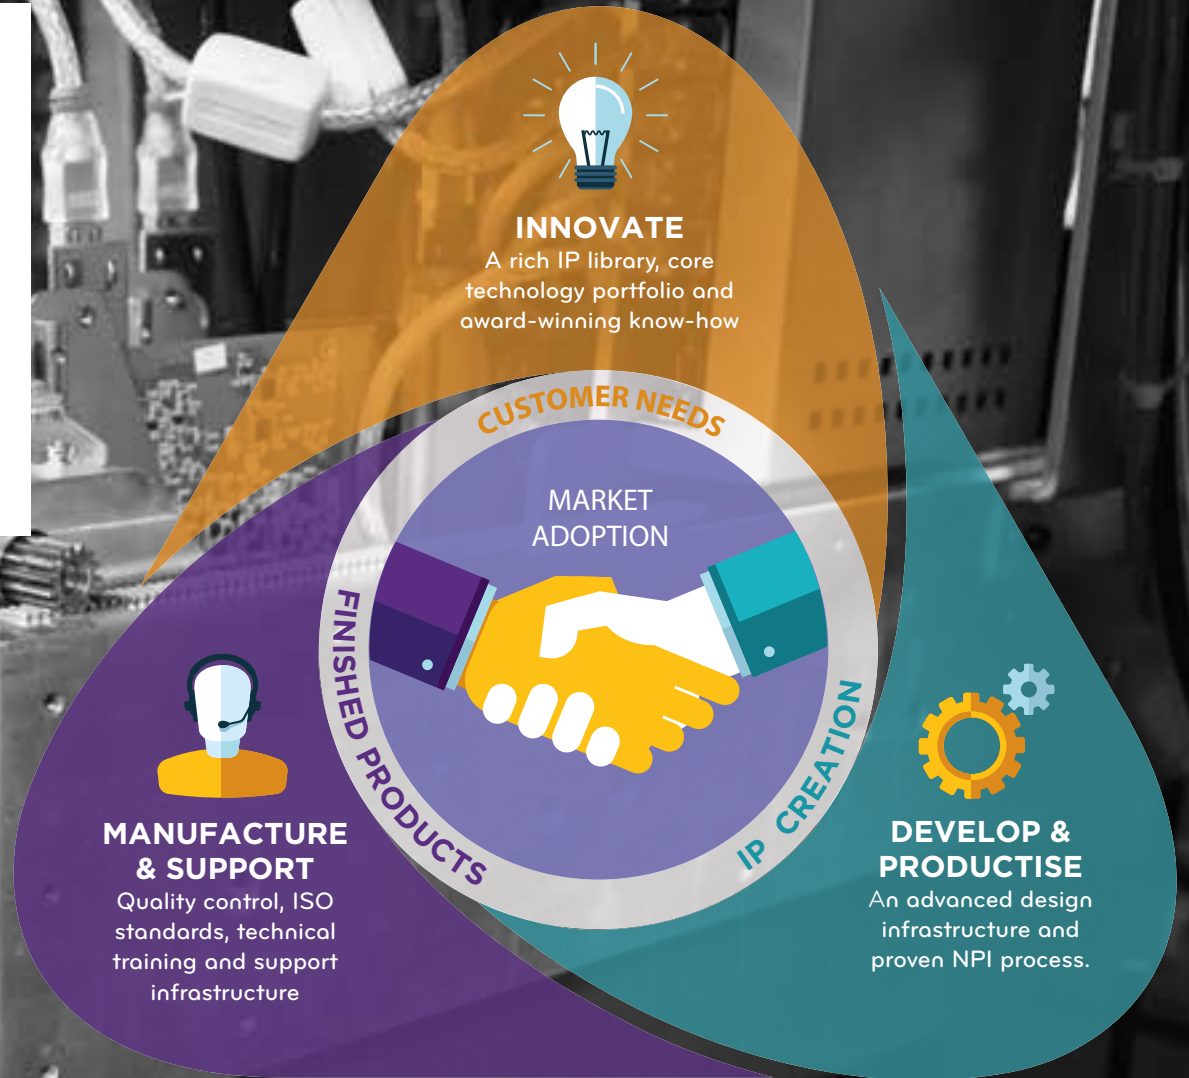 INNOVATE
A rich IP library, core
technology portfolio and
award-winning know-how
CUSTOMER NEEDS
MARKET
ADOPTION
FINISHED PRODUCTS
IP CREATION
MANUFACTURE
& SUPPORT
Quality control, ISO
standards, technical
training and support
infrastructure
DEVELOP &
PRODUCTISE
An advanced design
infrastructure and
proven NPI process.